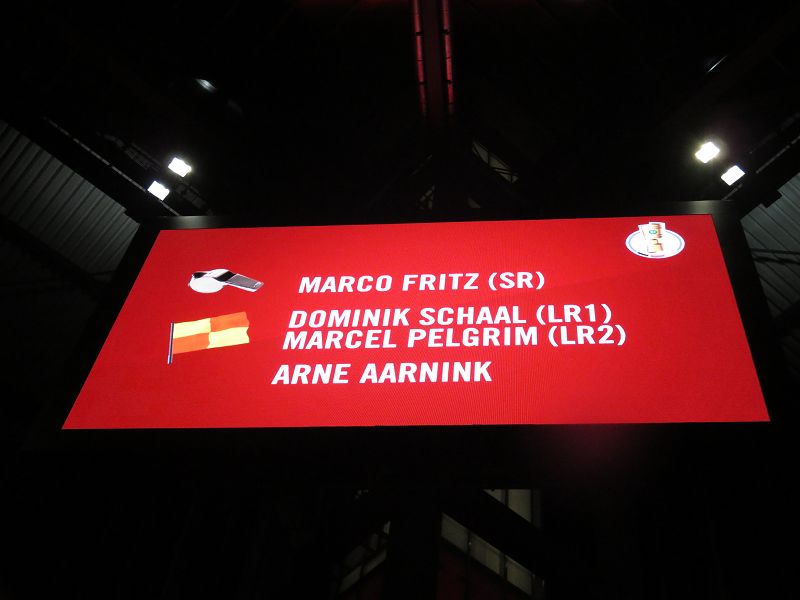 MARCO FRITZ (SR)
DOMINIK SCHAAL (LR1)
MARCEL PELGRIM (LR2)
ARNE AARNINK